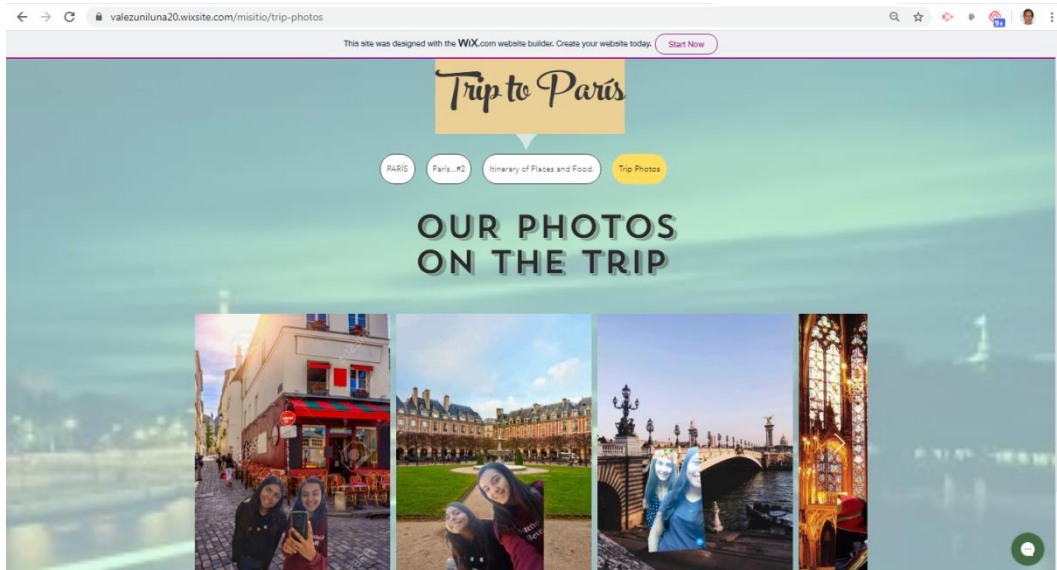 valezuniluna20.wixsite.com/misitio/trip-photos
This site was designed with the WiX.com website builder. Create your website today. Start Now
Trip to París
PARÍS París...#2 Itinerary of Places and Food. Trip Photos
OUR PHOTOS
ON THE TRIP